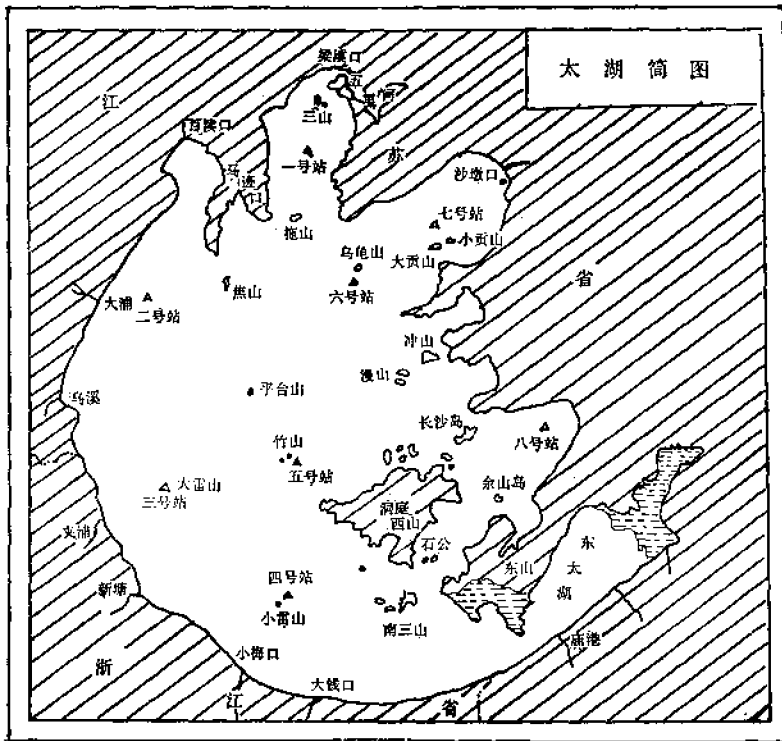 太湖简图
梁溪口
五里湖
江
三山
百渎口
苏
一号站
马迹口
沙墩口
七号站
拖山
小贡山
乌龟山
大贡山
省
焦山
六号站
大浦
二号站
冲山
漫山
平台山
乌溪
长沙岛
竹山
八号站
五号站
大雷山
三号站
余山岛
洞庭
西山
夹浦
石公
东山
东太湖
四号站
新塘
小雷山
南三山
庙港
小梅口
浙
大钱口
江
省